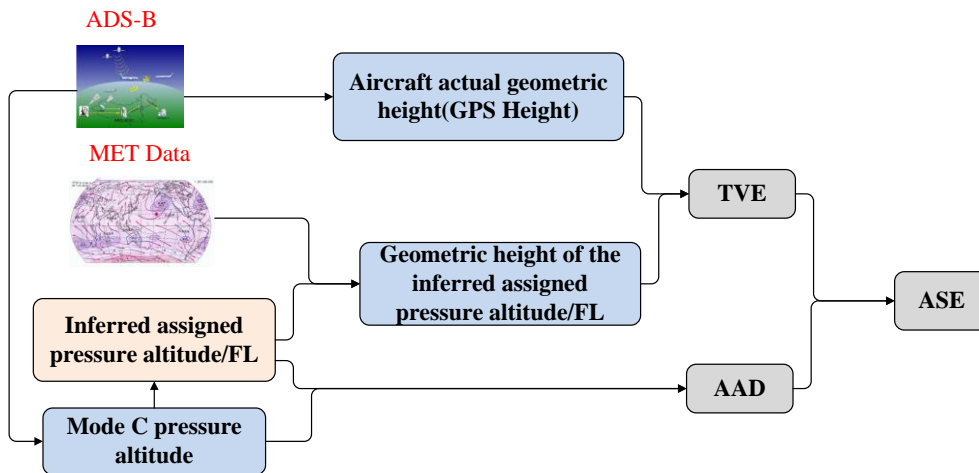 ADS-B
Aircraft actual geometric
height(GPS Height)
MET Data
TVE
Geometric height of the
inferred assigned
pressure altitude/FL
ASE
Inferred assigned
pressure altitude/FL
AAD
Mode C pressure
altitude